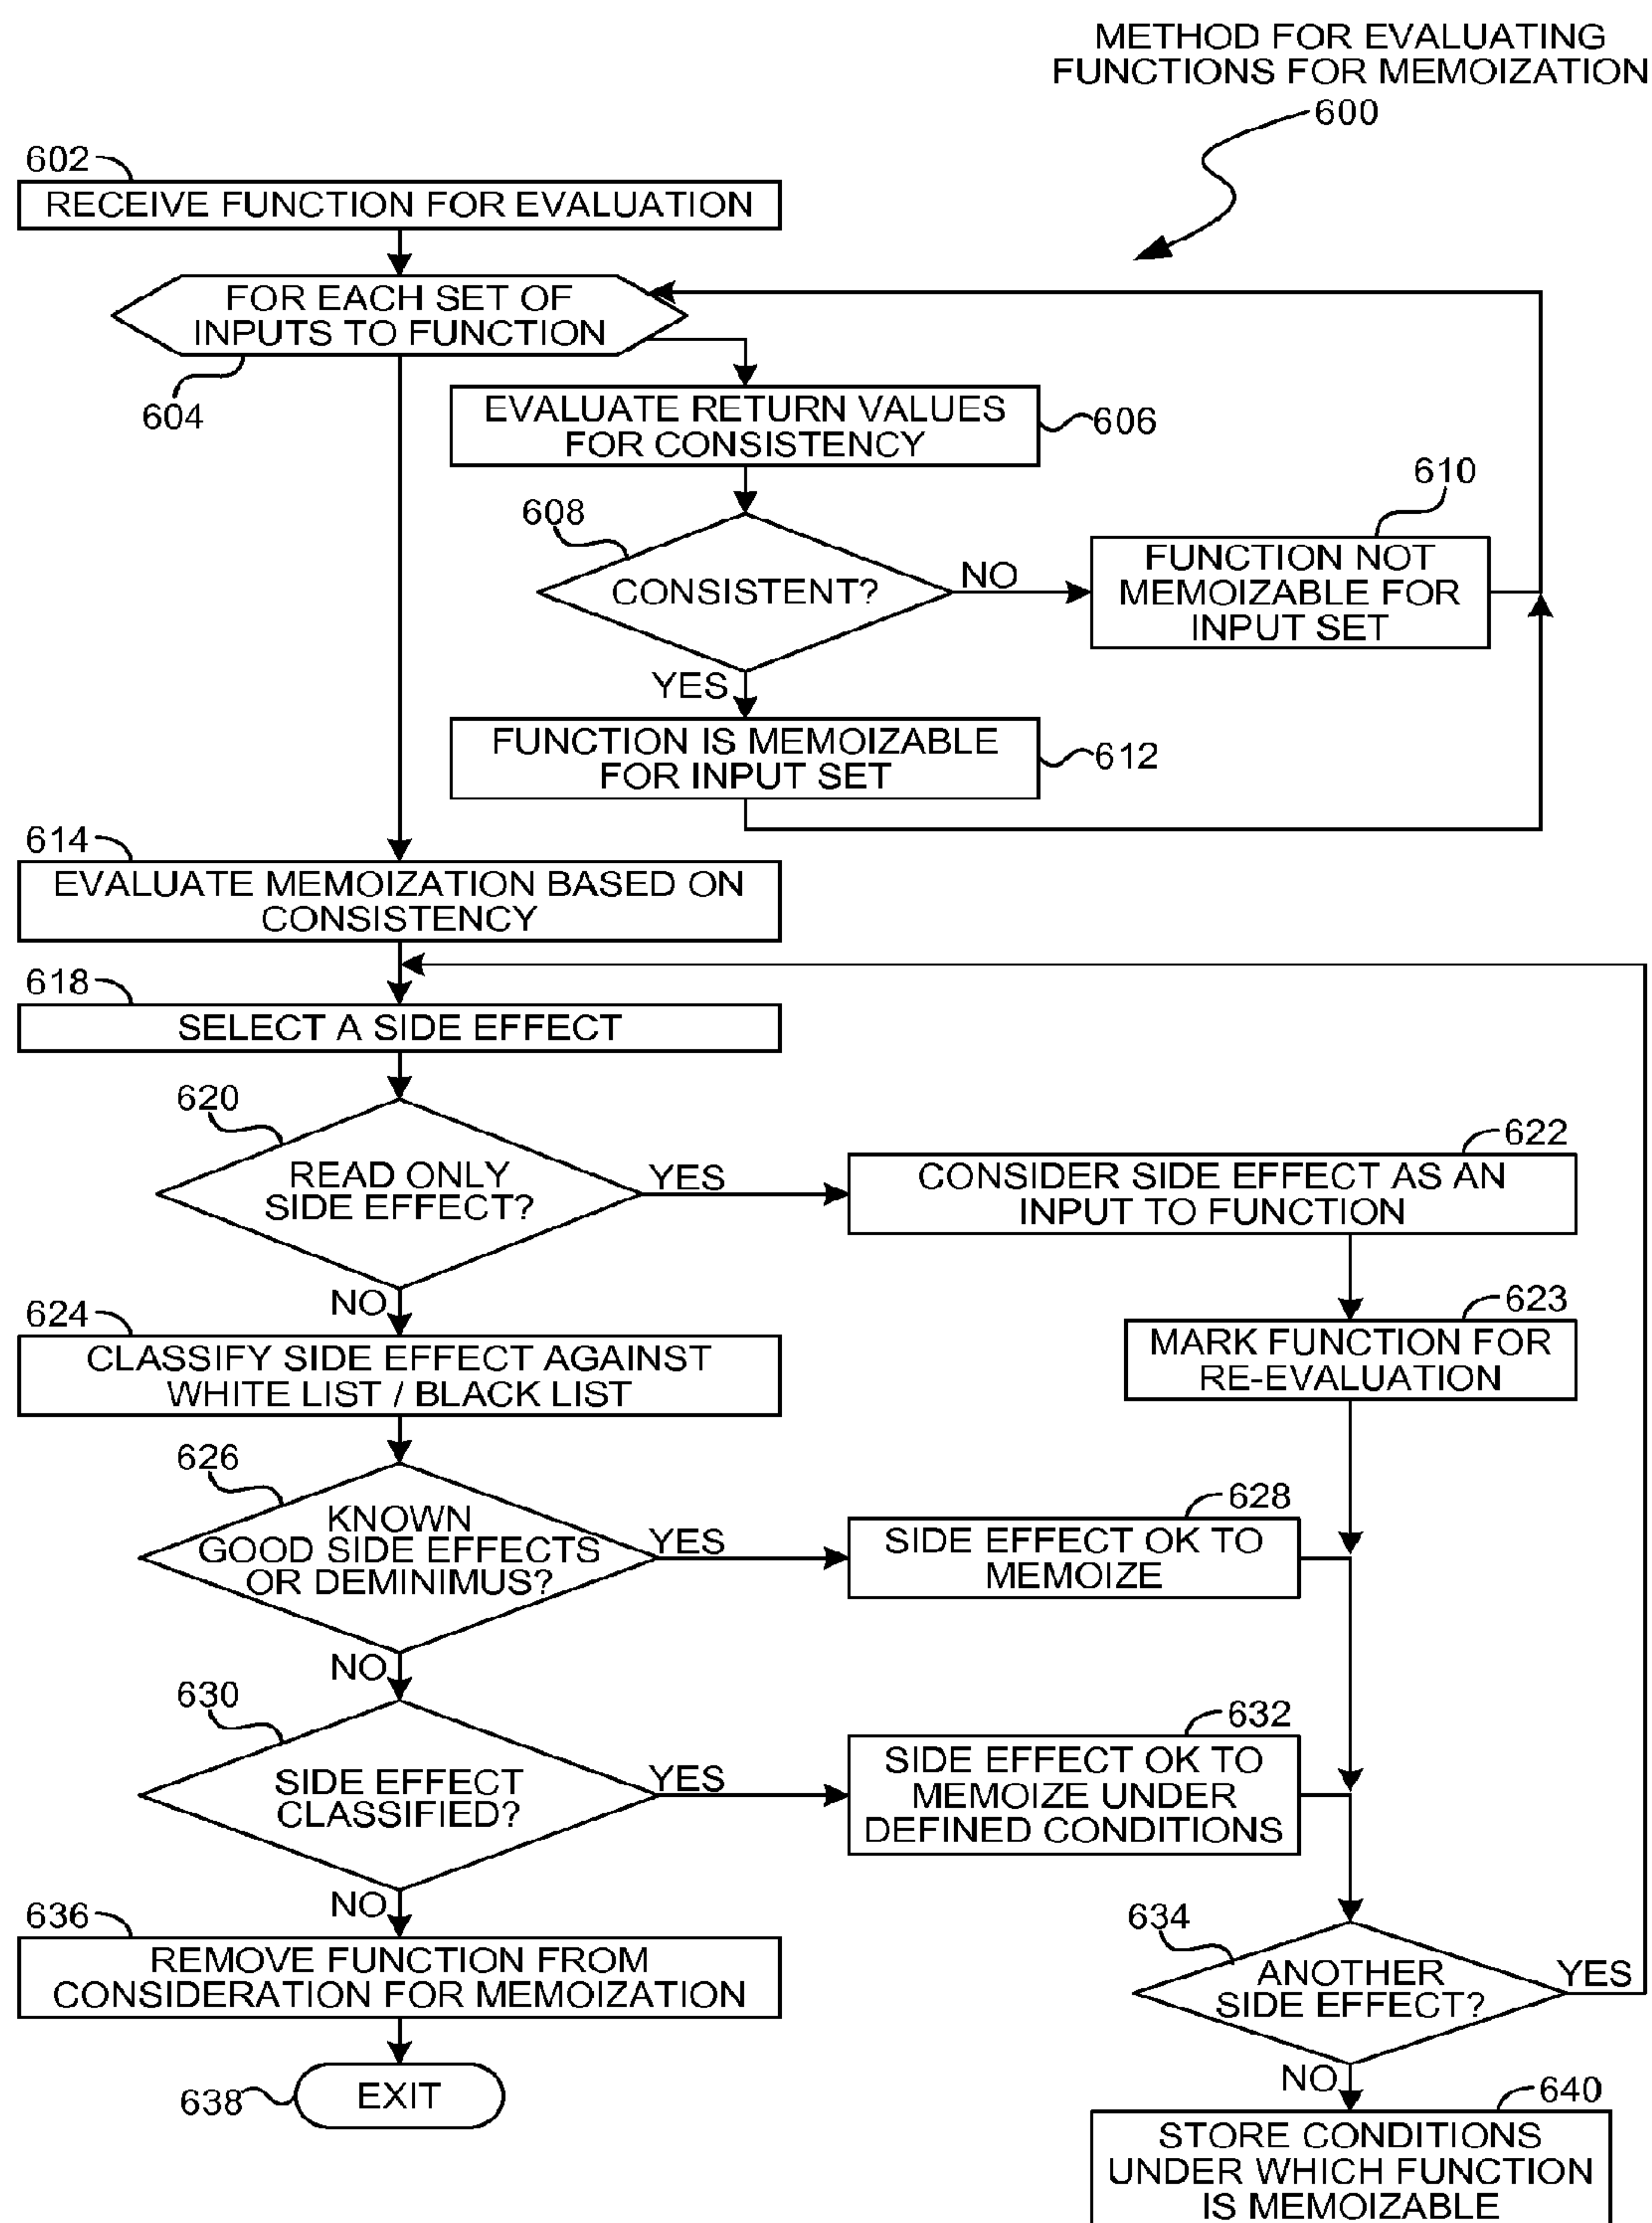 METHOD FOR EVALUATING
FUNCTIONS FOR MEMOIZATION
600
602
RECEIVE FUNCTION FOR EVALUATION
FOR EACH SET OF
INPUTS TO FUNCTION
604
EVALUATE RETURN VALUES
FOR CONSISTENCY
606
608
CONSISTENT?
NO
610
FUNCTION NOT
MEMOIZABLE FOR
INPUT SET
YES
FUNCTION IS MEMOIZABLE
FOR INPUT SET
612
614
EVALUATE MEMOIZATION BASED ON
CONSISTENCY
618
SELECT A SIDE EFFECT
620
READ ONLY
SIDE EFFECT?
YES
622
CONSIDER SIDE EFFECT AS AN
INPUT TO FUNCTION
NO
623
MARK FUNCTION FOR
RE-EVALUATION
624
CLASSIFY SIDE EFFECT AGAINST
WHITE LIST / BLACK LIST
626
KNOWN
GOOD SIDE EFFECTS
OR DEMINIMUS?
YES
628
SIDE EFFECT OK TO
MEMOIZE
NO
630
SIDE EFFECT
CLASSIFIED?
YES
632
SIDE EFFECT OK TO
MEMOIZE UNDER
DEFINED CONDITIONS
NO
634
ANOTHER
SIDE EFFECT?
YES
636
REMOVE FUNCTION FROM
CONSIDERATION FOR MEMOIZATION
638
EXIT
NO
640
STORE CONDITIONS
UNDER WHICH FUNCTION
IS MEMOIZABLE